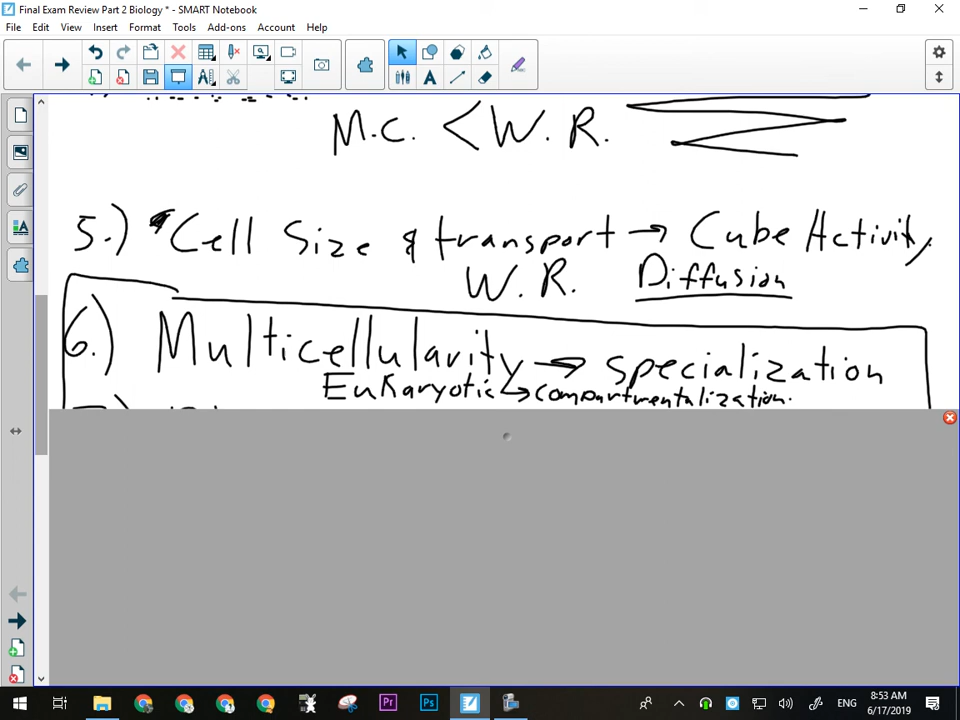 Final Exam Review Part 2 Biology * - SMART Notebook
File Edit View Insert Format Tools Add-ons Account Help
M.C. < W. R.
5.) Cell Size & transport → Cube Activity
W. R. Diffusion
6.) Multicellularity → specialization
Eukaryotic → compartmentalization.
ENG
8:53 AM
6/17/2019